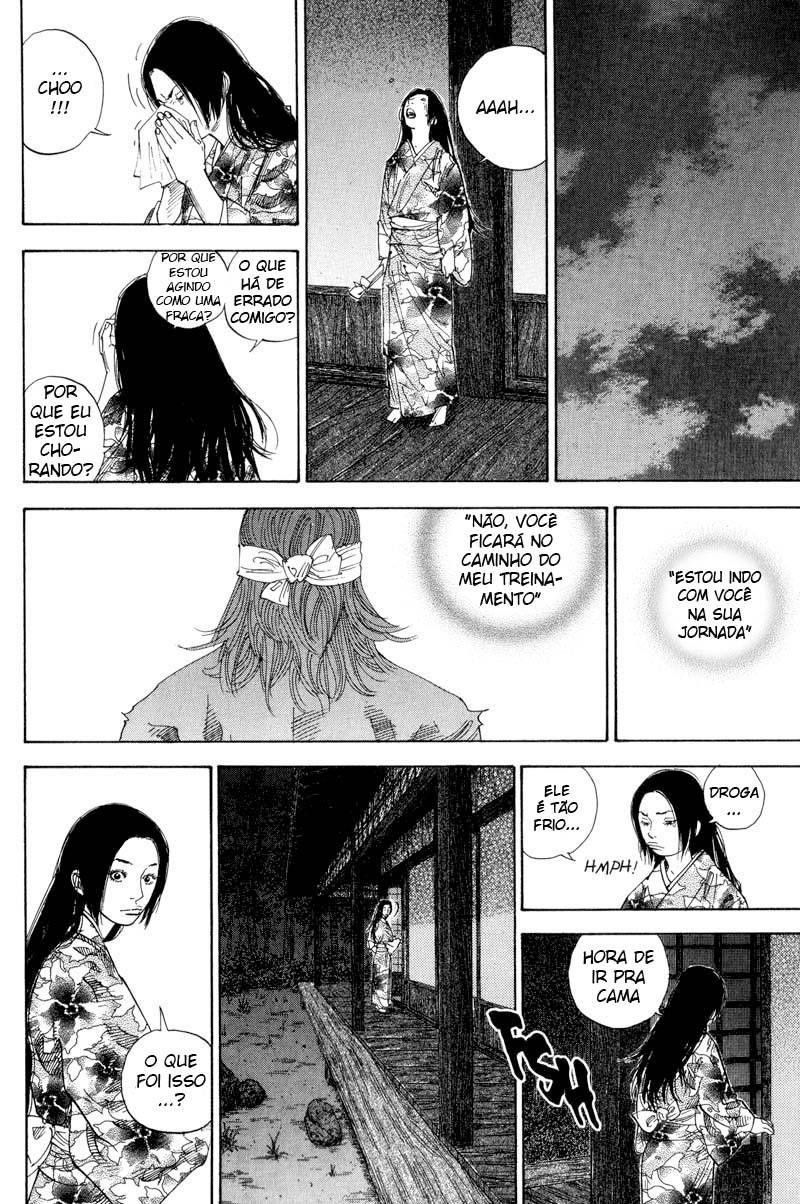 AAAH...
...
CHOO
!!!
O QUE
HÁ DE
ERRADO
COMIGO?
POR QUE
ESTOU
AGINDO
COMO UMA
FRACA?
POR
QUE EU
ESTOU
CHO-
RANDO?
"ESTOU INDO
COM VOCÊ
NA SUA
JORNADA"
"NÃO, VOCÊ
FICARÁ NO
CAMINHO DO
MEU TREINA-
MENTO"
DROGA
...
ELE
É TÃO
FRIO...
HMPH!
HORA DE
IR PRA
CAMA
FSSH
O QUE
FOI ISSO
...?